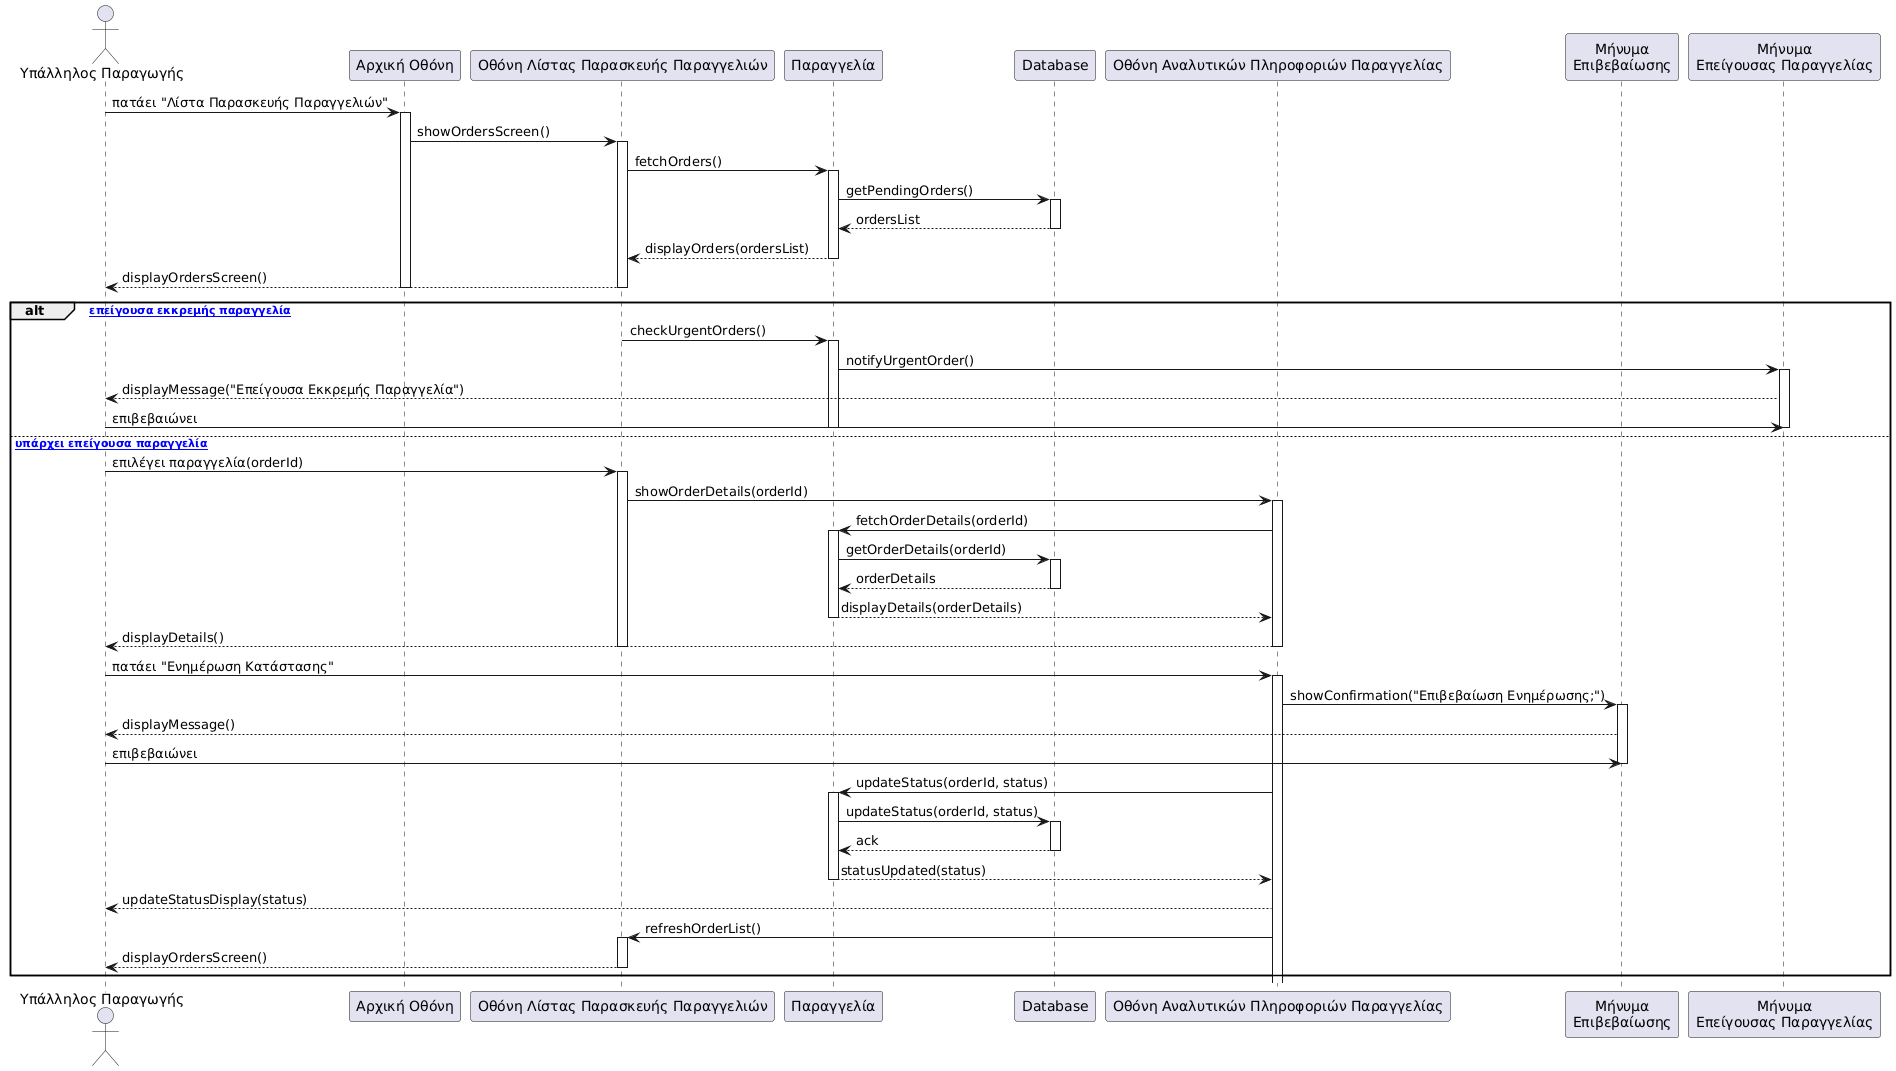 Υπάλληλος Παραγωγής
Αρχική Οθόνη
Οθόνη Λίστας Παρασκευής Παραγγελιών
Παραγγελία
Database
Οθόνη Αναλυτικών Πληροφοριών Παραγγελίας
Μήνυμα
Επιβεβαίωσης
Μήνυμα
Επείγουσας Παραγγελίας
πατάει "Λίστα Παρασκευής Παραγγελιών"
showOrdersScreen()
fetchOrders()
getPendingOrders()
ordersList
displayOrders(ordersList)
displayOrdersScreen()
alt
επείγουσα εκκρεμής παραγγελία
checkUrgentOrders()
notifyUrgentOrder()
displayMessage("Επείγουσα Εκκρεμής Παραγγελία")
επιβεβαιώνει
υπάρχει επείγουσα παραγγελία
επιλέγει παραγγελία(orderId)
showOrderDetails(orderId)
fetchOrderDetails(orderId)
getOrderDetails(orderId)
orderDetails
displayDetails(orderDetails)
displayDetails()
πατάει "Ενημέρωση Κατάστασης"
showConfirmation("Επιβεβαίωση Ενημέρωσης;")
displayMessage()
επιβεβαιώνει
updateStatus(orderId, status)
updateStatus(orderId, status)
ack
statusUpdated(status)
updateStatusDisplay(status)
refreshOrderList()
displayOrdersScreen()
Υπάλληλος Παραγωγής
Αρχική Οθόνη
Οθόνη Λίστας Παρασκευής Παραγγελιών
Παραγγελία
Database
Οθόνη Αναλυτικών Πληροφοριών Παραγγελίας
Μήνυμα
Επιβεβαίωσης
Μήνυμα
Επείγουσας Παραγγελίας